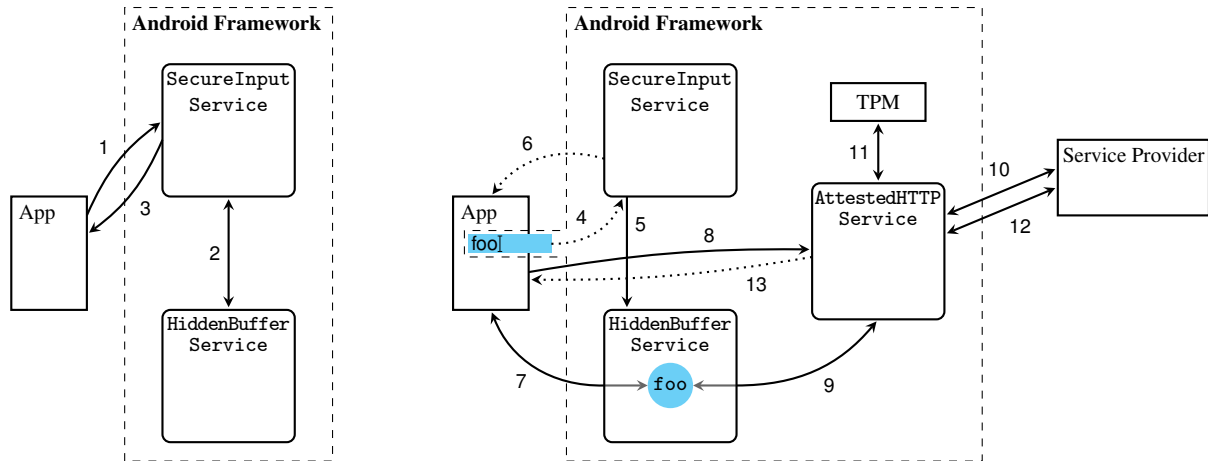 Android Framework
SecureInput
Service
1
3
App
2
HiddenBuffer
Service
Android Framework
SecureInput
Service
TPM
6
11
10
Service Provider
App
4
5
AttestedHTTP
Service
foo
8
12
13
HiddenBuffer
Service
7
foo
9